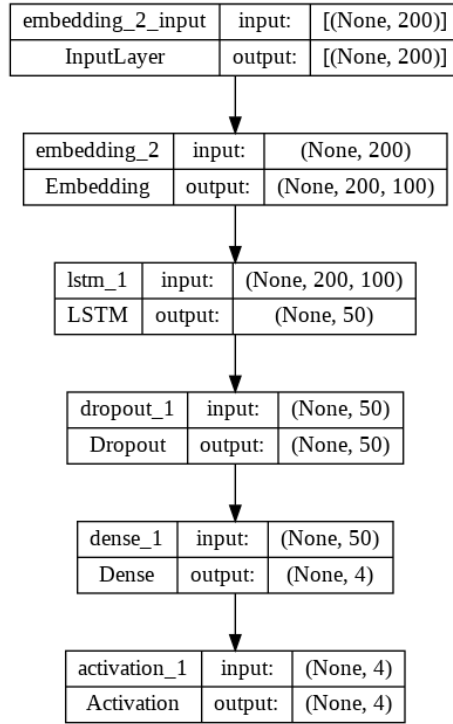 embedding_2_input input: [(None, 200)]
InputLayer output: [(None, 200)]
embedding_2 input: (None, 200)
Embedding output: (None, 200, 100)
lstm_1 input: (None, 200, 100)
LSTM output: (None, 50)
dropout_1 input: (None, 50)
Dropout output: (None, 50)
dense_1 input: (None, 50)
Dense output: (None, 4)
activation_1 input: (None, 4)
Activation output: (None, 4)